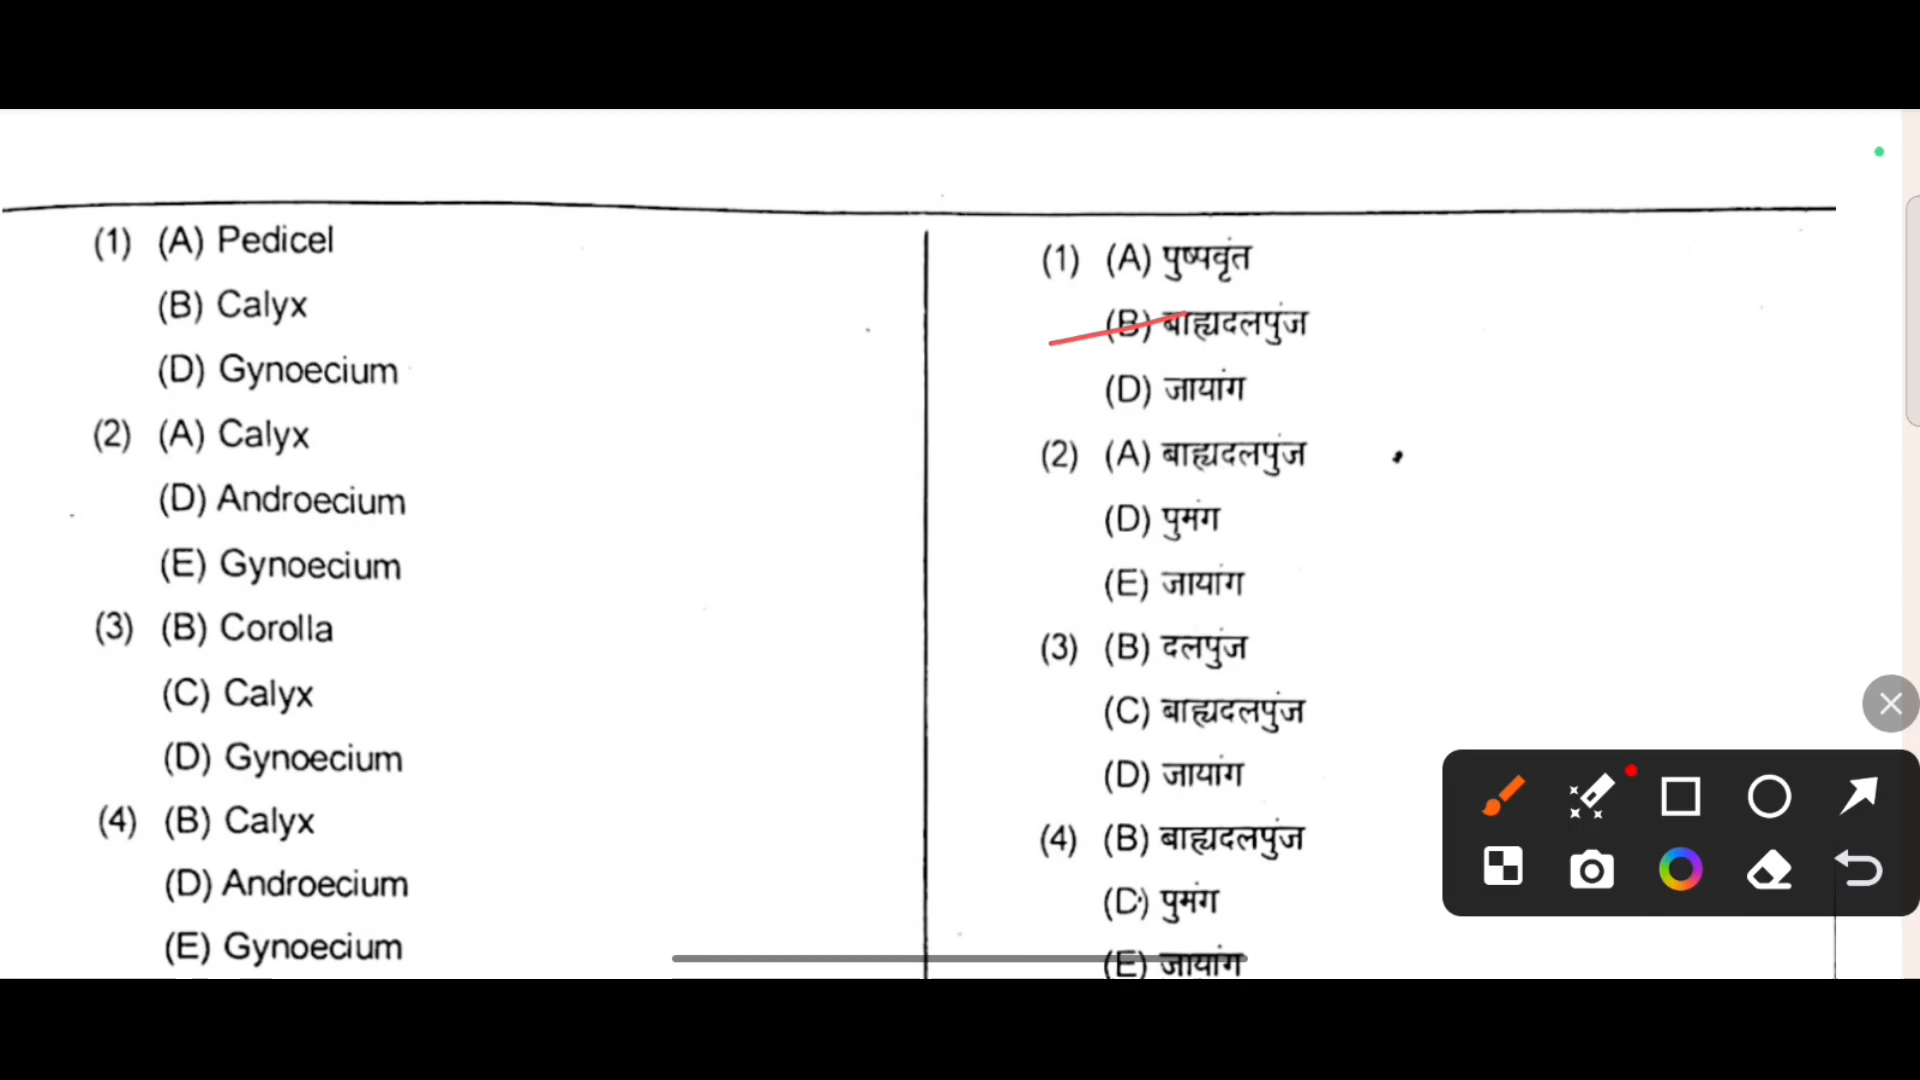 (1) (A) Pedicel
(B) Calyx
(D) Gynoecium
(2) (A) Calyx
(D) Androecium
(E) Gynoecium
(3) (B) Corolla
(C) Calyx
(D) Gynoecium
(4) (B) Calyx
(D) Androecium
(E) Gynoecium
(1) (A) पुष्पवृंत
(B) बाह्यदलपुंज
(D) जायांग
(2) (A) बाह्यदलपुंज
(D) पुमंग
(E) जायांग
(3) (B) दलपुंज
(C) बाह्यदलपुंज
(D) जायांग
(4) (B) बाह्यदलपुंज
(D) पुमंग
(E) जायांग